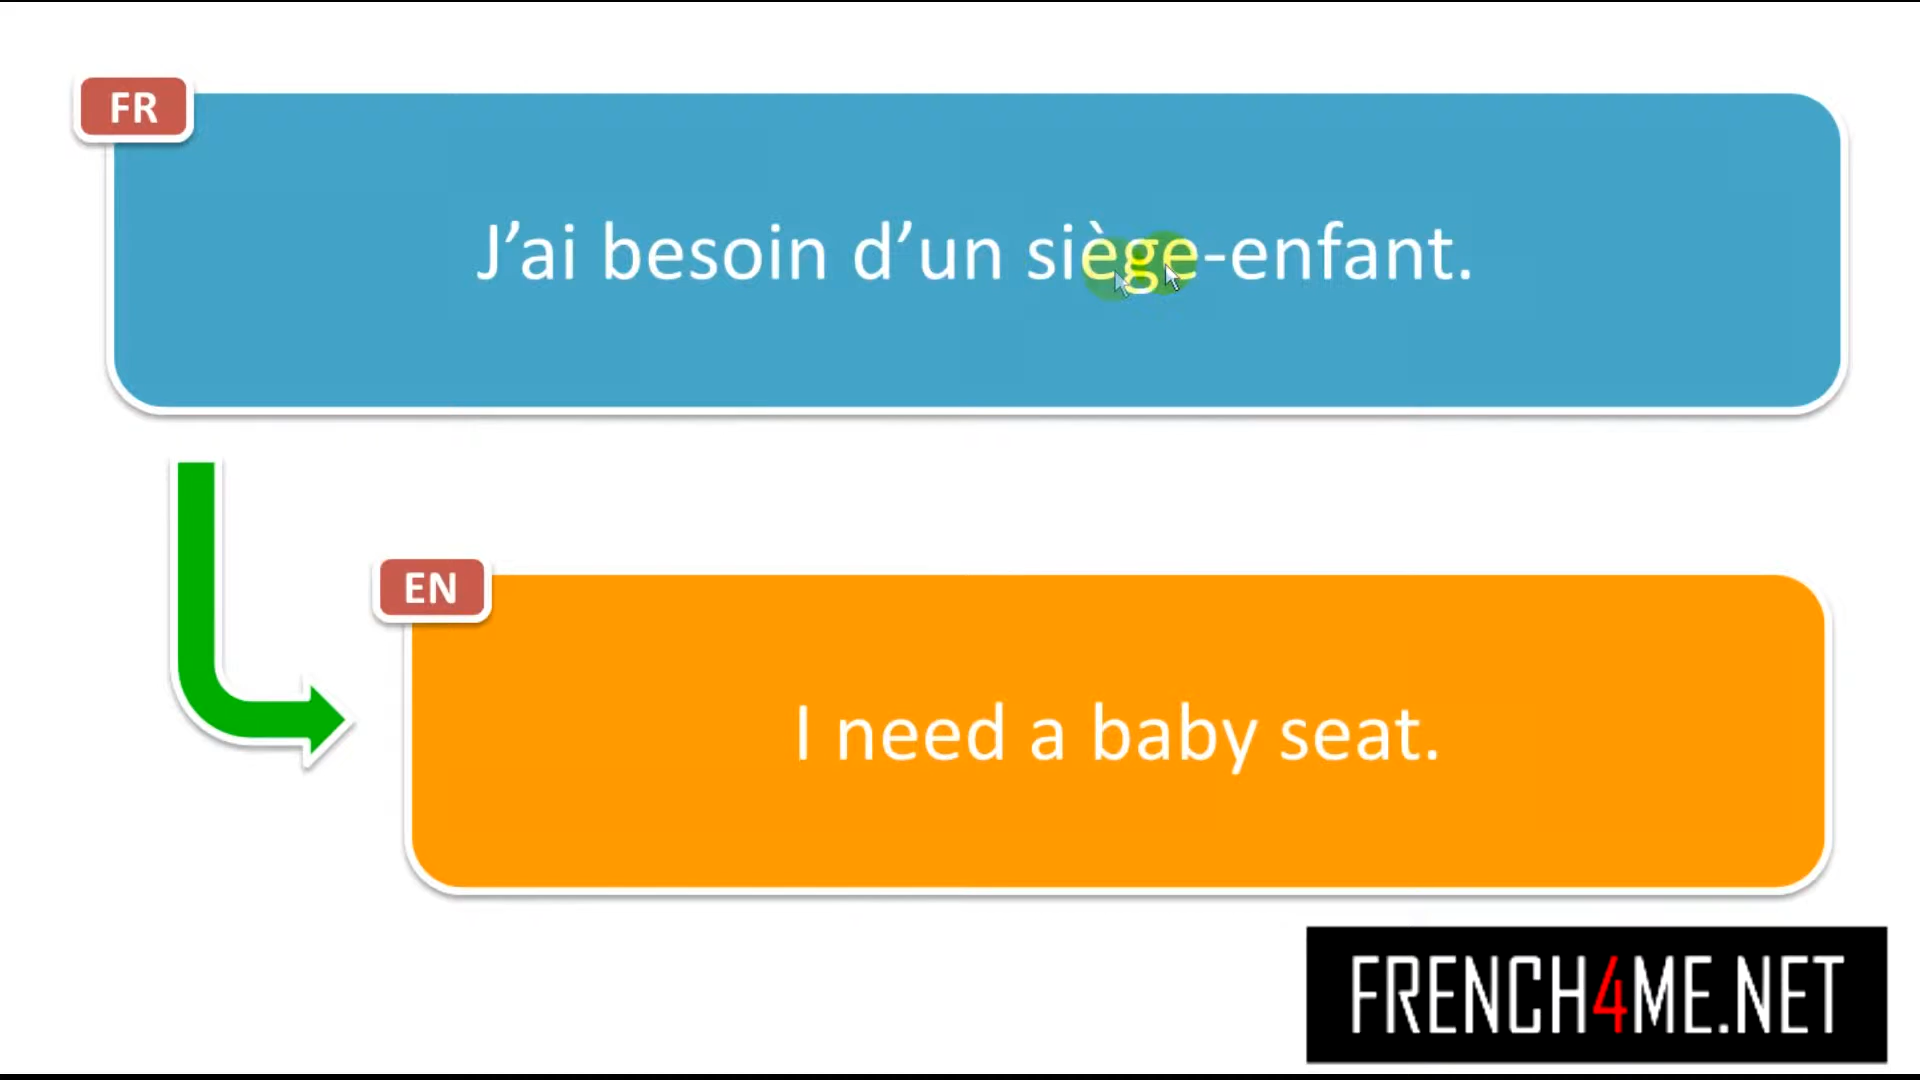 FR
J’ai besoin d’un siège-enfant.
EN
I need a baby seat.
FRENCH4ME.NET